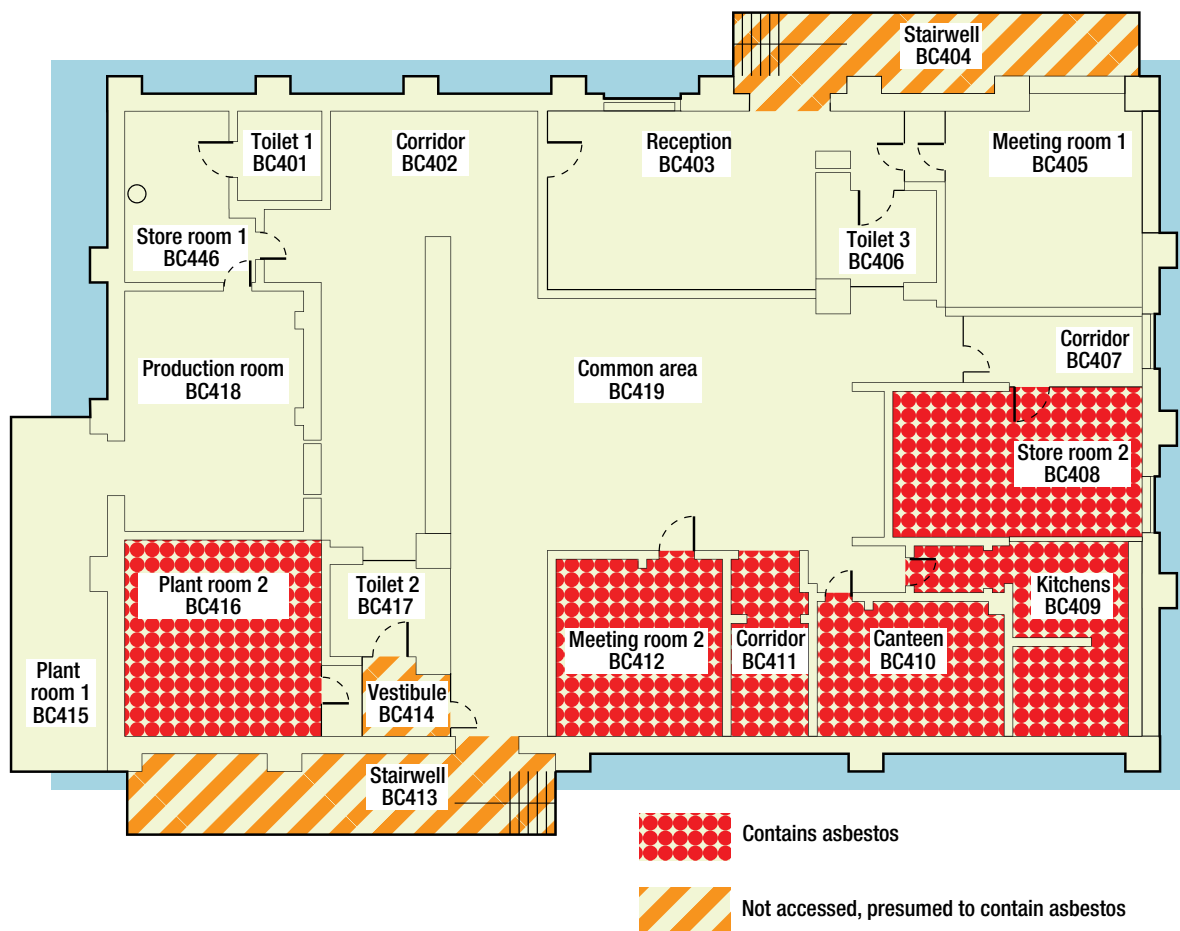 Stairwell
BC404
Toilet 1
BC401
Corridor
BC402
Reception
BC403
Meeting room 1
BC405
Store room 1
BC446
Toilet 3
BC406
Corridor
BC407
Production room
BC418
Common area
BC419
Store room 2
BC408
Plant room 2
BC416
Toilet 2
BC417
Kitchens
BC409
Meeting room 2
BC412
Corridor
BC411
Canteen
BC410
Plant
room 1
BC415
Vestibule
BC414
Stairwell
BC413
Contains asbestos
Not accessed, presumed to contain asbestos